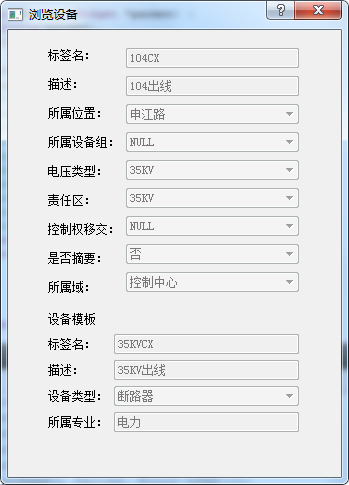 浏览设备
标签名： 104CX
描述： 104出线
所属位置： 申江路
所属设备组： NULL
电压类型： 35KV
责任区： 35KV
控制权移交： NULL
是否摘要： 否
所属域： 控制中心
设备模板
标签名： 35KVCX
描述： 35KV出线
设备类型： 断路器
所属专业： 电力